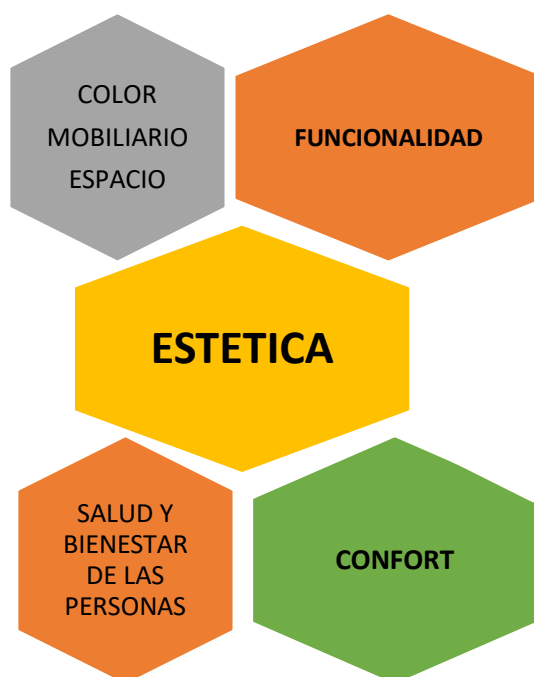 COLOR
MOBILIARIO
ESPACIO
FUNCIONALIDAD
ESTETICA
SALUD Y
BIENESTAR
DE LAS
PERSONAS
CONFORT